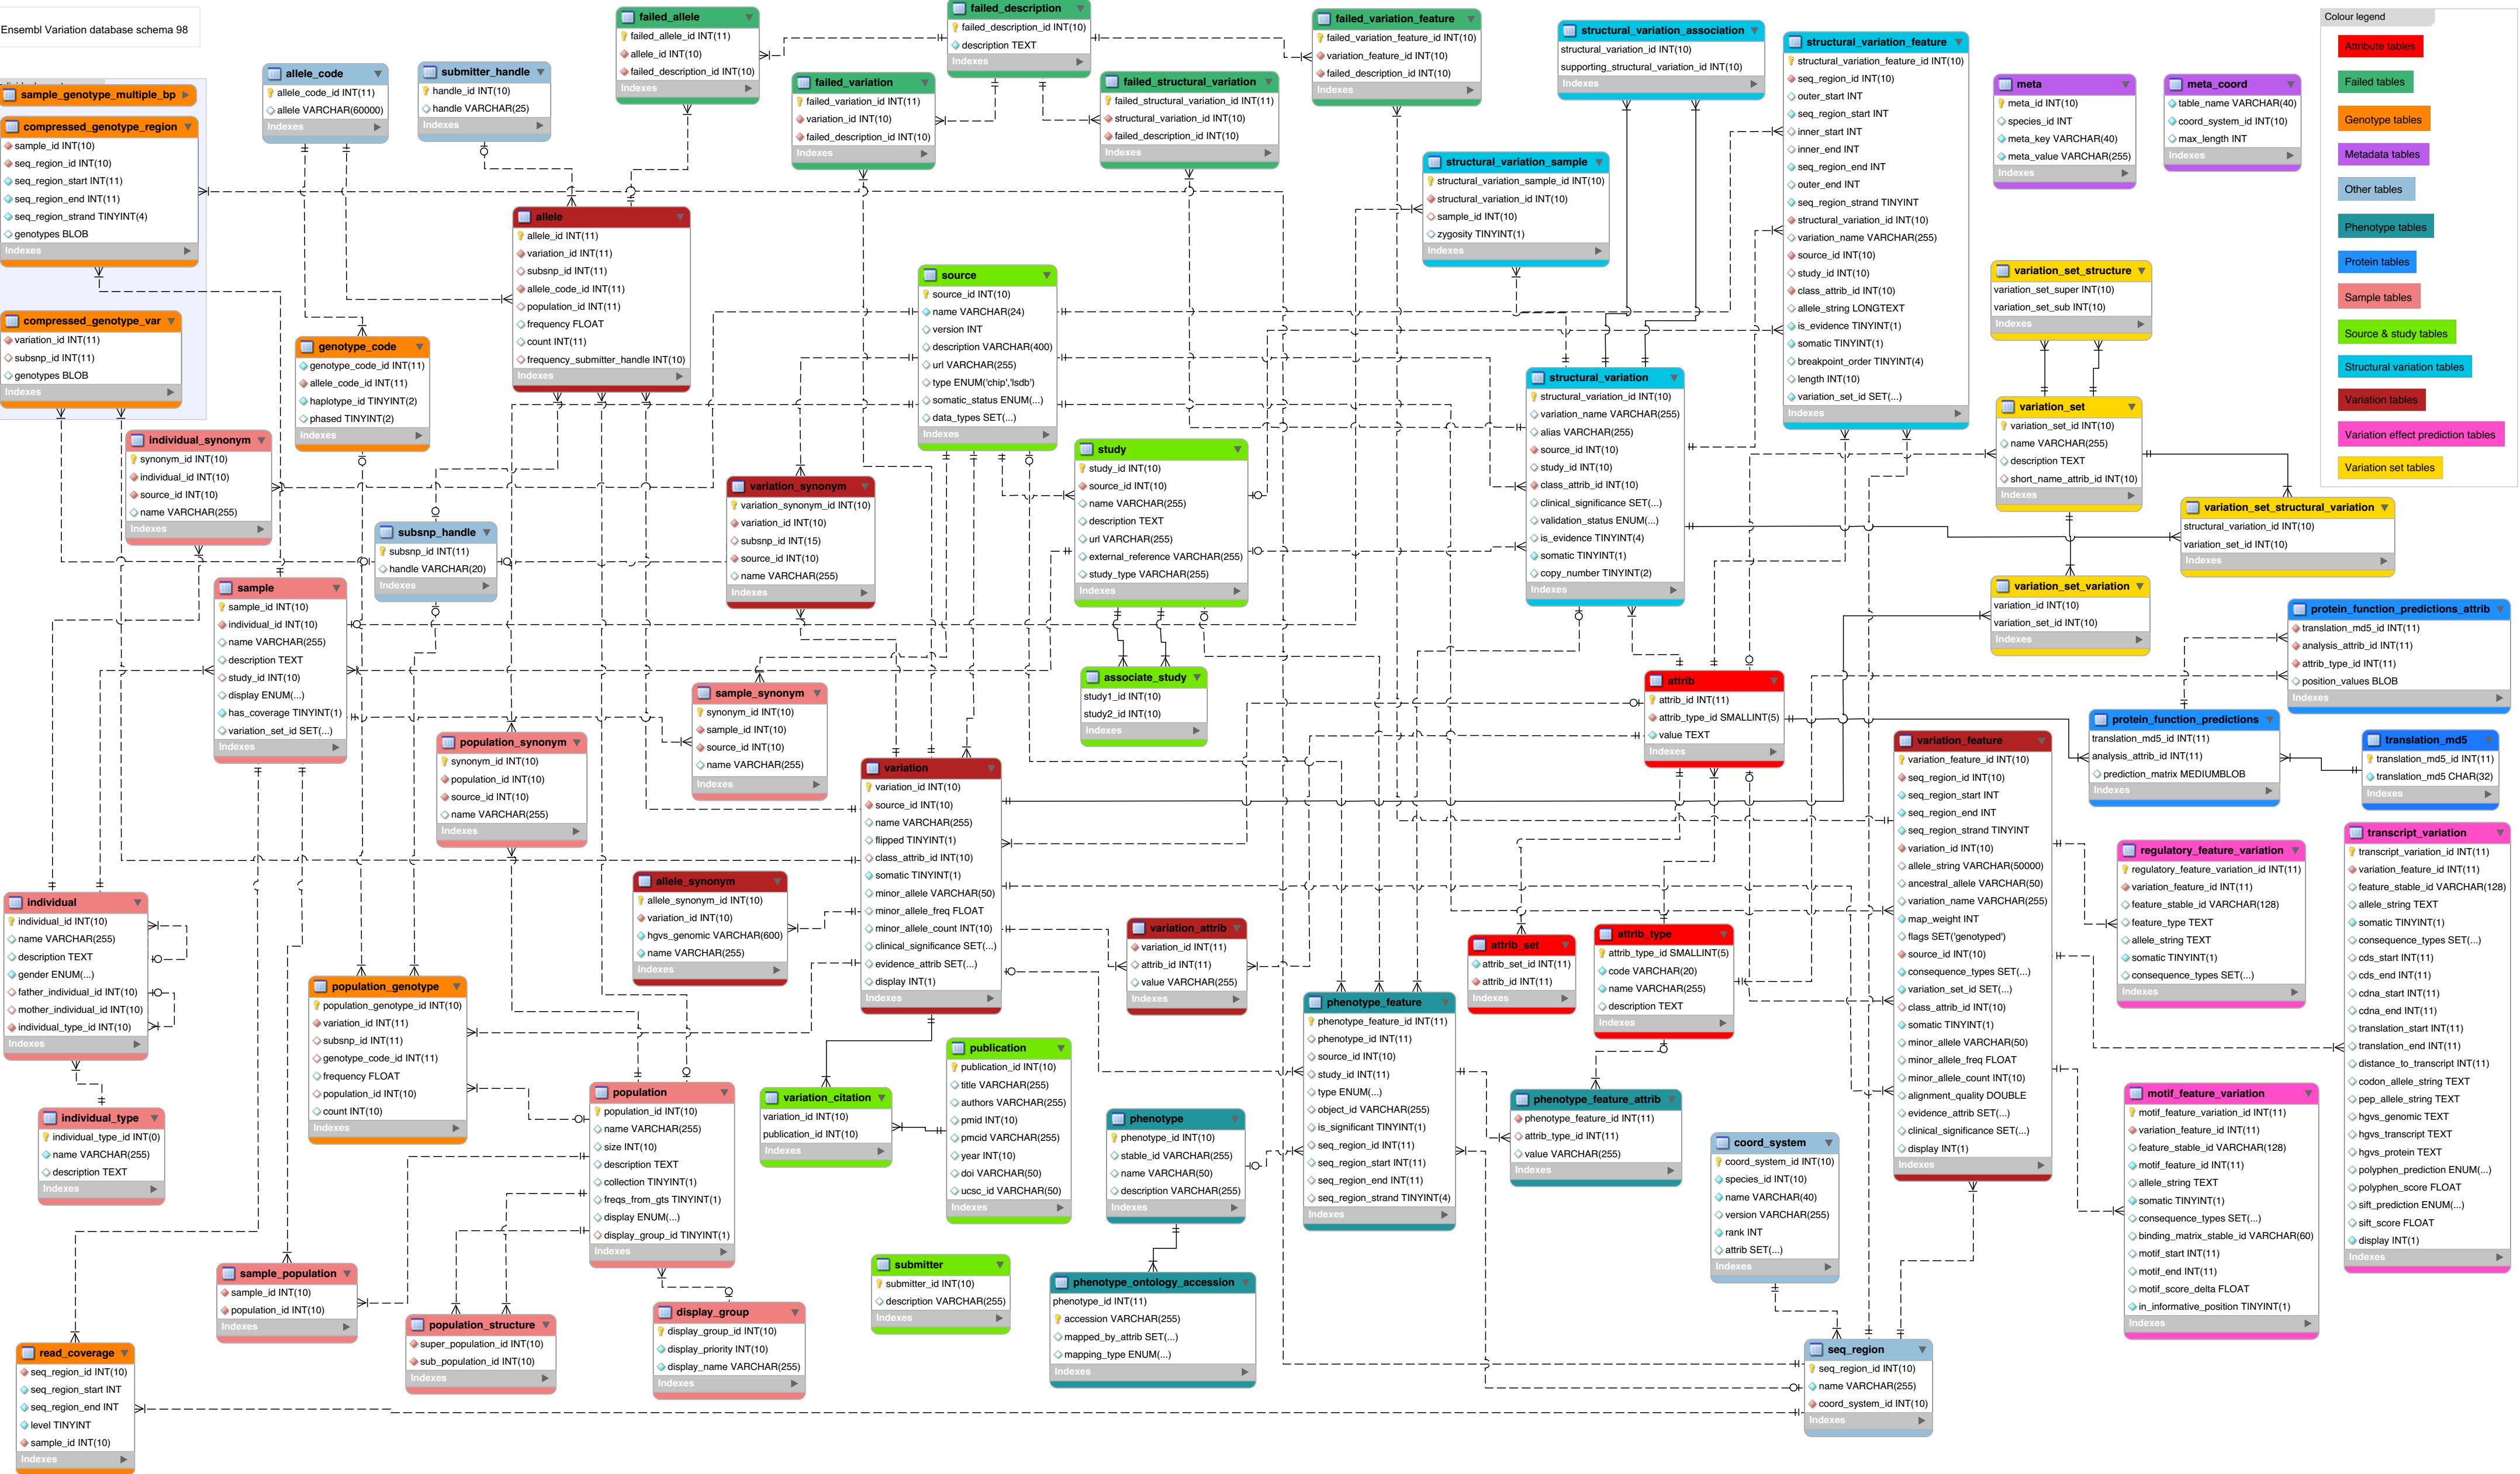 Ensembl Variation database schema 98
sample_genotype_multiple_bp
compressed_genotype_region
sample_id INT(10)
seq_region_id INT(10)
seq_region_start INT(11)
seq_region_end INT(11)
seq_region_strand TINYINT(4)
genotypes BLOB
Indexes
compressed_genotype_var
variation_id INT(11)
subsnp_id INT(11)
genotypes BLOB
Indexes
allele_code
allele_code_id INT(11)
allele VARCHAR(60000)
Indexes
submitter_handle
handle_id INT(10)
handle VARCHAR(25)
Indexes
failed_allele
failed_allele_id INT(11)
allele_id INT(10)
failed_description_id INT(10)
Indexes
failed_description
failed_description_id INT(10)
description TEXT
Indexes
failed_variation
failed_variation_id INT(11)
variation_id INT(10)
failed_description_id INT(10)
Indexes
failed_structural_variation
failed_structural_variation_id INT(11)
structural_variation_id INT(10)
failed_description_id INT(10)
Indexes
failed_variation_feature
failed_variation_feature_id INT(10)
variation_feature_id INT(10)
failed_description_id INT(10)
Indexes
structural_variation_association
structural_variation_id INT(10)
supporting_structural_variation_id INT(10)
Indexes
structural_variation_sample
structural_variation_sample_id INT(10)
structural_variation_id INT(10)
sample_id INT(10)
zygosity TINYINT(1)
Indexes
structural_variation_feature
structural_variation_feature_id INT(10)
seq_region_id INT(10)
outer_start INT
seq_region_start INT
inner_start INT
inner_end INT
seq_region_end INT
outer_end INT
seq_region_strand TINYINT
structural_variation_id INT(10)
variation_name VARCHAR(255)
source_id INT(10)
study_id INT(10)
class_attrib_id INT(10)
allele_string LONGTEXT
is_evidence TINYINT(1)
somatic TINYINT(1)
breakpoint_order TINYINT(4)
length INT(10)
variation_set_id SET(...)
Indexes
meta
meta_id INT(10)
species_id INT
meta_key VARCHAR(40)
meta_value VARCHAR(255)
Indexes
meta_coord
table_name VARCHAR(40)
coord_system_id INT(10)
max_length INT
Indexes
Colour legend
Attribute tables
Failed tables
Genotype tables
Metadata tables
Other tables
Phenotype tables
Protein tables
Sample tables
Source & study tables
Structural variation tables
Variation tables
Variation effect prediction tables
Variation set tables
allele
allele_id INT(11)
variation_id INT(11)
subsnp_id INT(11)
allele_code_id INT(11)
population_id INT(11)
frequency FLOAT
count INT(11)
frequency_submitter_handle INT(10)
Indexes
source
source_id INT(10)
name VARCHAR(24)
version INT
description VARCHAR(400)
url VARCHAR(255)
type ENUM('chip','lsdb')
somatic_status ENUM(...)
data_types SET(...)
Indexes
genotype_code
genotype_code_id INT(11)
allele_code_id INT(11)
haplotype_id TINYINT(2)
phased TINYINT(2)
Indexes
structural_variation
structural_variation_id INT(10)
variation_name VARCHAR(255)
alias VARCHAR(255)
source_id INT(10)
study_id INT(10)
class_attrib_id INT(10)
clinical_significance SET(...)
validation_status ENUM(...)
is_evidence TINYINT(4)
somatic TINYINT(1)
copy_number TINYINT(2)
Indexes
variation_set_structure
variation_set_super INT(10)
variation_set_sub INT(10)
Indexes
variation_set
variation_set_id INT(10)
name VARCHAR(255)
description TEXT
short_name_attrib_id INT(10)
Indexes
variation_set_structural_variation
structural_variation_id INT(10)
variation_set_id INT(10)
Indexes
variation_set_variation
variation_id INT(10)
variation_set_id INT(10)
Indexes
individual_synonym
synonym_id INT(10)
individual_id INT(10)
source_id INT(10)
name VARCHAR(255)
Indexes
study
study_id INT(10)
source_id INT(10)
name VARCHAR(255)
description TEXT
url VARCHAR(255)
external_reference VARCHAR(255)
study_type VARCHAR(255)
Indexes
variation_synonym
variation_synonym_id INT(10)
variation_id INT(10)
subsnp_id INT(15)
source_id INT(10)
name VARCHAR(255)
Indexes
subsnp_handle
subsnp_id INT(11)
handle VARCHAR(20)
Indexes
sample
sample_id INT(10)
individual_id INT(10)
name VARCHAR(255)
description TEXT
study_id INT(10)
display ENUM(...)
has_coverage TINYINT(1)
variation_set_id SET(...)
Indexes
associate_study
study1_id INT(10)
study2_id INT(10)
Indexes
sample_synonym
synonym_id INT(10)
sample_id INT(10)
source_id INT(10)
name VARCHAR(255)
Indexes
population_synonym
synonym_id INT(10)
population_id INT(10)
source_id INT(10)
name VARCHAR(255)
Indexes
attrib
attrib_id INT(11)
attrib_type_id SMALLINT(5)
value TEXT
Indexes
protein_function_predictions_attrib
translation_md5_id INT(11)
analysis_attrib_id INT(11)
attrib_type_id INT(11)
position_values BLOB
Indexes
protein_function_predictions
translation_md5_id INT(11)
analysis_attrib_id INT(11)
prediction_matrix MEDIUMBLOB
Indexes
translation_md5
translation_md5_id INT(11)
translation_md5 CHAR(32)
Indexes
variation
variation_id INT(10)
source_id INT(10)
name VARCHAR(255)
flipped TINYINT(1)
class_attrib_id INT(10)
somatic TINYINT(1)
minor_allele VARCHAR(50)
minor_allele_freq FLOAT
minor_allele_count INT(10)
clinical_significance SET(...)
evidence_attrib SET(...)
display INT(1)
Indexes
variation_feature
variation_feature_id INT(10)
seq_region_id INT(10)
seq_region_start INT
seq_region_end INT
seq_region_strand TINYINT
variation_id INT(10)
allele_string VARCHAR(50000)
ancestral_allele VARCHAR(50)
variation_name VARCHAR(255)
map_weight INT
flags SET('genotyped')
source_id INT(10)
consequence_types SET(...)
variation_set_id SET(...)
class_attrib_id INT(10)
somatic TINYINT(1)
minor_allele VARCHAR(50)
minor_allele_freq FLOAT
minor_allele_count INT(10)
alignment_quality DOUBLE
evidence_attrib SET(...)
clinical_significance SET(...)
display INT(1)
Indexes
regulatory_feature_variation
regulatory_feature_variation_id INT(11)
variation_feature_id INT(11)
feature_stable_id VARCHAR(128)
feature_type TEXT
allele_string TEXT
somatic TINYINT(1)
consequence_types SET(...)
Indexes
transcript_variation
transcript_variation_id INT(11)
variation_feature_id INT(11)
feature_stable_id VARCHAR(128)
allele_string TEXT
somatic TINYINT(1)
consequence_types SET(...)
cds_start INT(11)
cds_end INT(11)
cdna_start INT(11)
cdna_end INT(11)
translation_start INT(11)
translation_end INT(11)
distance_to_transcript INT(11)
codon_allele_string TEXT
pep_allele_string TEXT
hgvs_genomic TEXT
hgvs_transcript TEXT
hgvs_protein TEXT
polyphen_prediction ENUM(...)
polyphen_score FLOAT
sift_prediction ENUM(...)
sift_score FLOAT
display INT(1)
Indexes
individual
individual_id INT(10)
name VARCHAR(255)
description TEXT
gender ENUM(...)
father_individual_id INT(10)
mother_individual_id INT(10)
individual_type_id INT(10)
Indexes
allele_synonym
allele_synonym_id INT(10)
variation_id INT(10)
hgvs_genomic VARCHAR(600)
name VARCHAR(255)
Indexes
variation_attrib
variation_id INT(11)
attrib_id INT(11)
value VARCHAR(255)
Indexes
attrib_set
attrib_set_id INT(11)
attrib_id INT(11)
Indexes
attrib_type
attrib_type_id SMALLINT(5)
code VARCHAR(20)
name VARCHAR(255)
description TEXT
Indexes
population_genotype
population_genotype_id INT(10)
variation_id INT(11)
subsnp_id INT(11)
genotype_code_id INT(11)
frequency FLOAT
population_id INT(10)
count INT(10)
Indexes
phenotype_feature
phenotype_feature_id INT(11)
phenotype_id INT(11)
source_id INT(10)
study_id INT(11)
type ENUM(...)
object_id VARCHAR(255)
is_significant TINYINT(1)
seq_region_id INT(11)
seq_region_start INT(11)
seq_region_end INT(11)
seq_region_strand TINYINT(4)
Indexes
publication
publication_id INT(10)
title VARCHAR(255)
authors VARCHAR(255)
pmid INT(10)
pmcid VARCHAR(255)
year INT(10)
doi VARCHAR(50)
ucsc_id VARCHAR(50)
Indexes
individual_type
individual_type_id INT(0)
name VARCHAR(255)
description TEXT
Indexes
population
population_id INT(10)
name VARCHAR(255)
size INT(10)
description TEXT
collection TINYINT(1)
freqs_from_gts TINYINT(1)
display ENUM(...)
display_group_id TINYINT(1)
Indexes
variation_citation
variation_id INT(10)
publication_id INT(10)
Indexes
phenotype
phenotype_id INT(10)
stable_id VARCHAR(255)
name VARCHAR(50)
description VARCHAR(255)
Indexes
phenotype_feature_attrib
phenotype_feature_id INT(11)
attrib_type_id INT(11)
value VARCHAR(255)
Indexes
motif_feature_variation
motif_feature_variation_id INT(11)
variation_feature_id INT(11)
feature_stable_id VARCHAR(128)
motif_feature_id INT(11)
allele_string TEXT
somatic TINYINT(1)
consequence_types SET(...)
binding_matrix_stable_id VARCHAR(60)
motif_start INT(11)
motif_end INT(11)
motif_score_delta FLOAT
in_informative_position TINYINT(1)
Indexes
coord_system
coord_system_id INT(10)
species_id INT(10)
name VARCHAR(40)
version VARCHAR(255)
rank INT
attrib SET(...)
Indexes
sample_population
sample_id INT(10)
population_id INT(10)
Indexes
population_structure
super_population_id INT(10)
sub_population_id INT(10)
Indexes
display_group
display_group_id INT(10)
display_priority INT(10)
display_name VARCHAR(255)
Indexes
submitter
submitter_id INT(10)
description VARCHAR(255)
Indexes
phenotype_ontology_accession
phenotype_id INT(11)
accession VARCHAR(255)
mapped_by_attrib SET(...)
mapping_type ENUM(...)
Indexes
read_coverage
seq_region_id INT(10)
seq_region_start INT
seq_region_end INT
level TINYINT
sample_id INT(10)
Indexes
seq_region
seq_region_id INT(10)
name VARCHAR(255)
coord_system_id INT(10)
Indexes